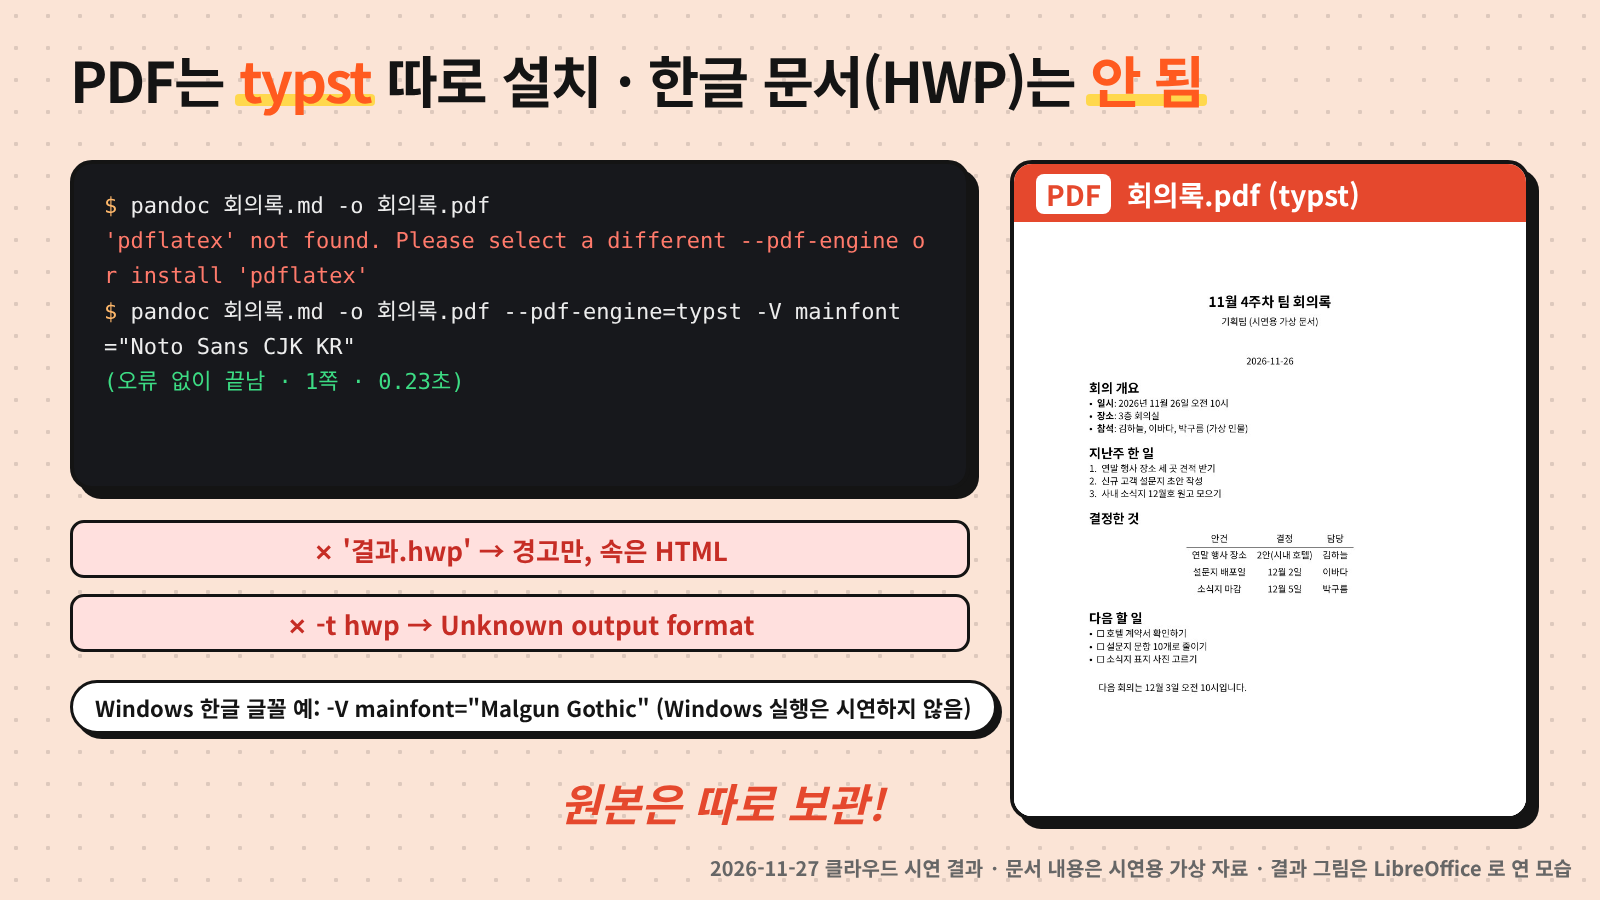 PDF는 typst 따로 설치 · 한글 문서(HWP)는 안 됨
$ pandoc 회의록.md -o 회의록.pdf
'pdflatex' not found. Please select a different --pdf-engine o
r install 'pdflatex'
$ pandoc 회의록.md -o 회의록.pdf --pdf-engine=typst -V mainfont
="Noto Sans CJK KR"
(오류 없이 끝남 · 1쪽 · 0.23초)
× '결과.hwp' → 경고만, 속은 HTML
× -t hwp → Unknown output format
Windows 한글 글꼴 예: -V mainfont="Malgun Gothic" (Windows 실행은 시연하지 않음)
원본은 따로 보관!
PDF 회의록.pdf (typst)
11월 4주차 팀 회의록
기획팀 (시연용 가상 문서)
2026-11-26
회의 개요
• 일시: 2026년 11월 26일 오전 10시
• 장소: 3층 회의실
• 참석: 김하늘, 이바다, 박구름 (가상 인물)
지난주 한 일
1. 연말 행사 장소 세 곳 견적 받기
2. 신규 고객 설문지 초안 작성
3. 사내 소식지 12월호 원고 모으기
결정한 것
안건 결정 담당
연말 행사 장소 2안(시내 호텔) 김하늘
설문지 배포일 12월 2일 이바다
소식지 마감 12월 5일 박구름
다음 할 일
• ☐ 호텔 계약서 확인하기
• ☐ 설문지 문항 10개로 줄이기
• ☐ 소식지 표지 사진 고르기
다음 회의는 12월 3일 오전 10시입니다.
2026-11-27 클라우드 시연 결과 · 문서 내용은 시연용 가상 자료 · 결과 그림은 LibreOffice 로 연 모습